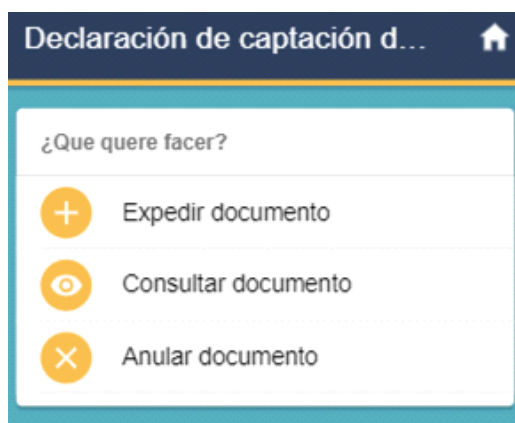 Declaración de captación d...
¿Que quere facer?
Expedir documento
Consultar documento
Anular documento